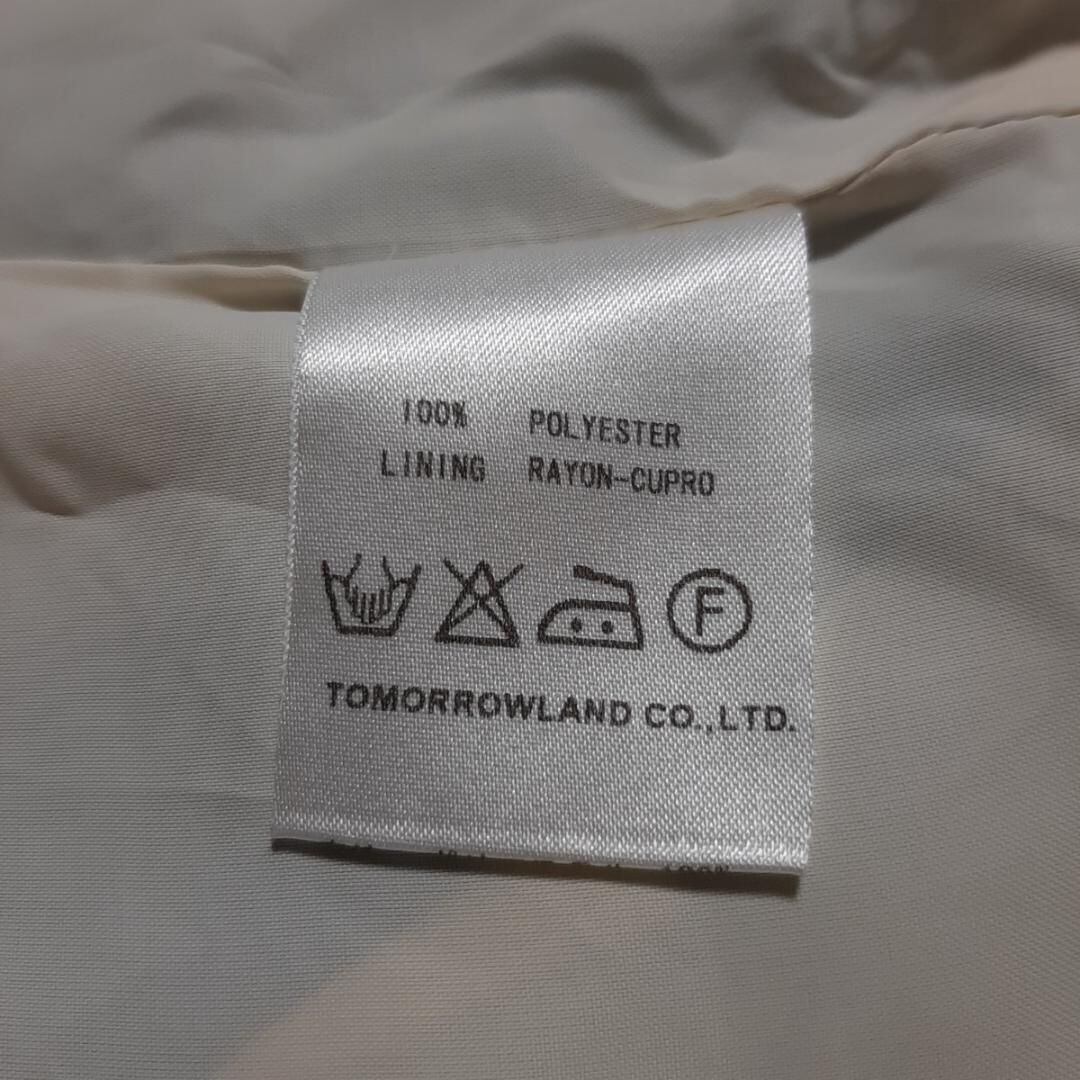 100% POLYESTER
LINING RAYON-CUPRO
F
TOMORROWLAND CO.,LTD.